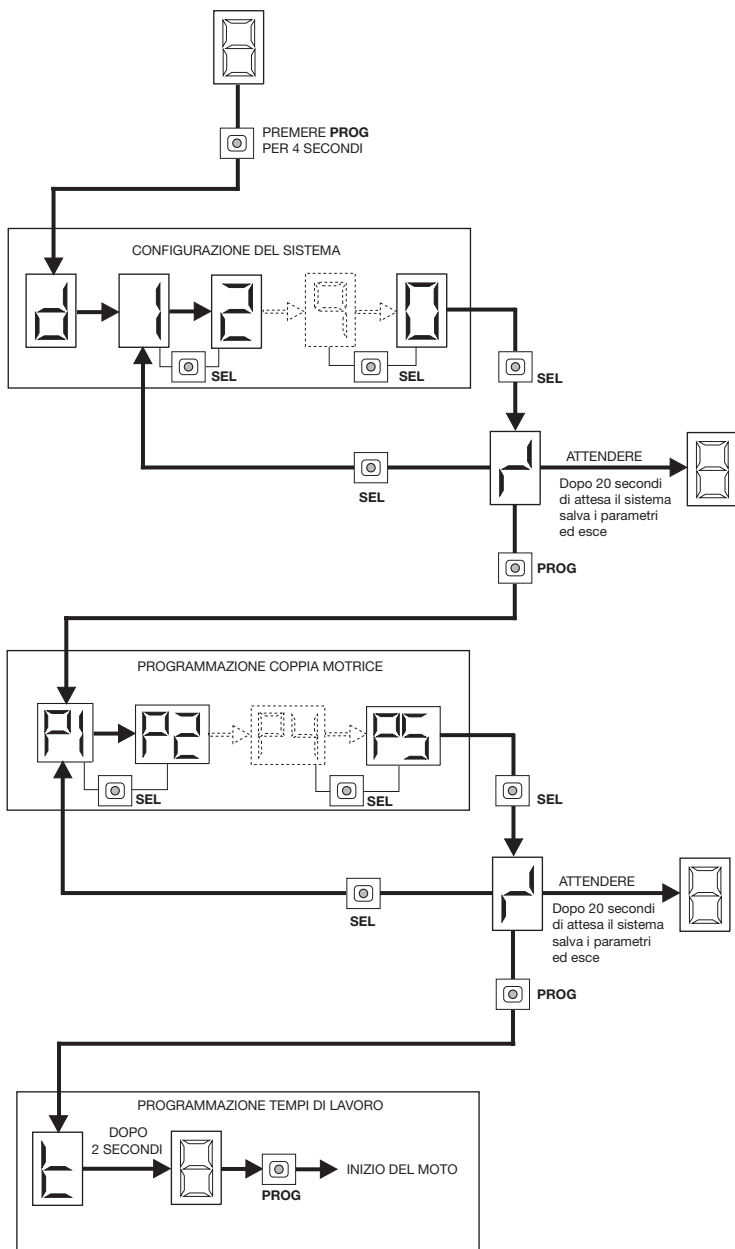 PREMERE PROG
PER 4 SECONDI
CONFIGURAZIONE DEL SISTEMA
d
1
2
9
0
SEL
SEL
SEL
SEL
ATTENDERE
Dopo 20 secondi
di attesa il sistema
salva i parametri
ed esce
PROG
PROGRAMMAZIONE COPPIA MOTRICE
P1
P2
P4
P5
SEL
SEL
SEL
SEL
ATTENDERE
Dopo 20 secondi
di attesa il sistema
salva i parametri
ed esce
PROG
PROGRAMMAZIONE TEMPI DI LAVORO
t
DOPO
2 SECONDI
PROG
INIZIO DEL MOTO